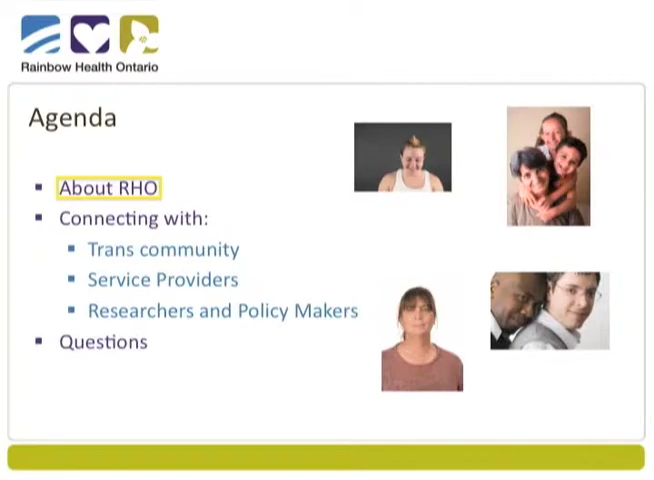 Rainbow Health Ontario
Agenda
About RHO
Connecting with:
Trans community
Service Providers
Researchers and Policy Makers
Questions